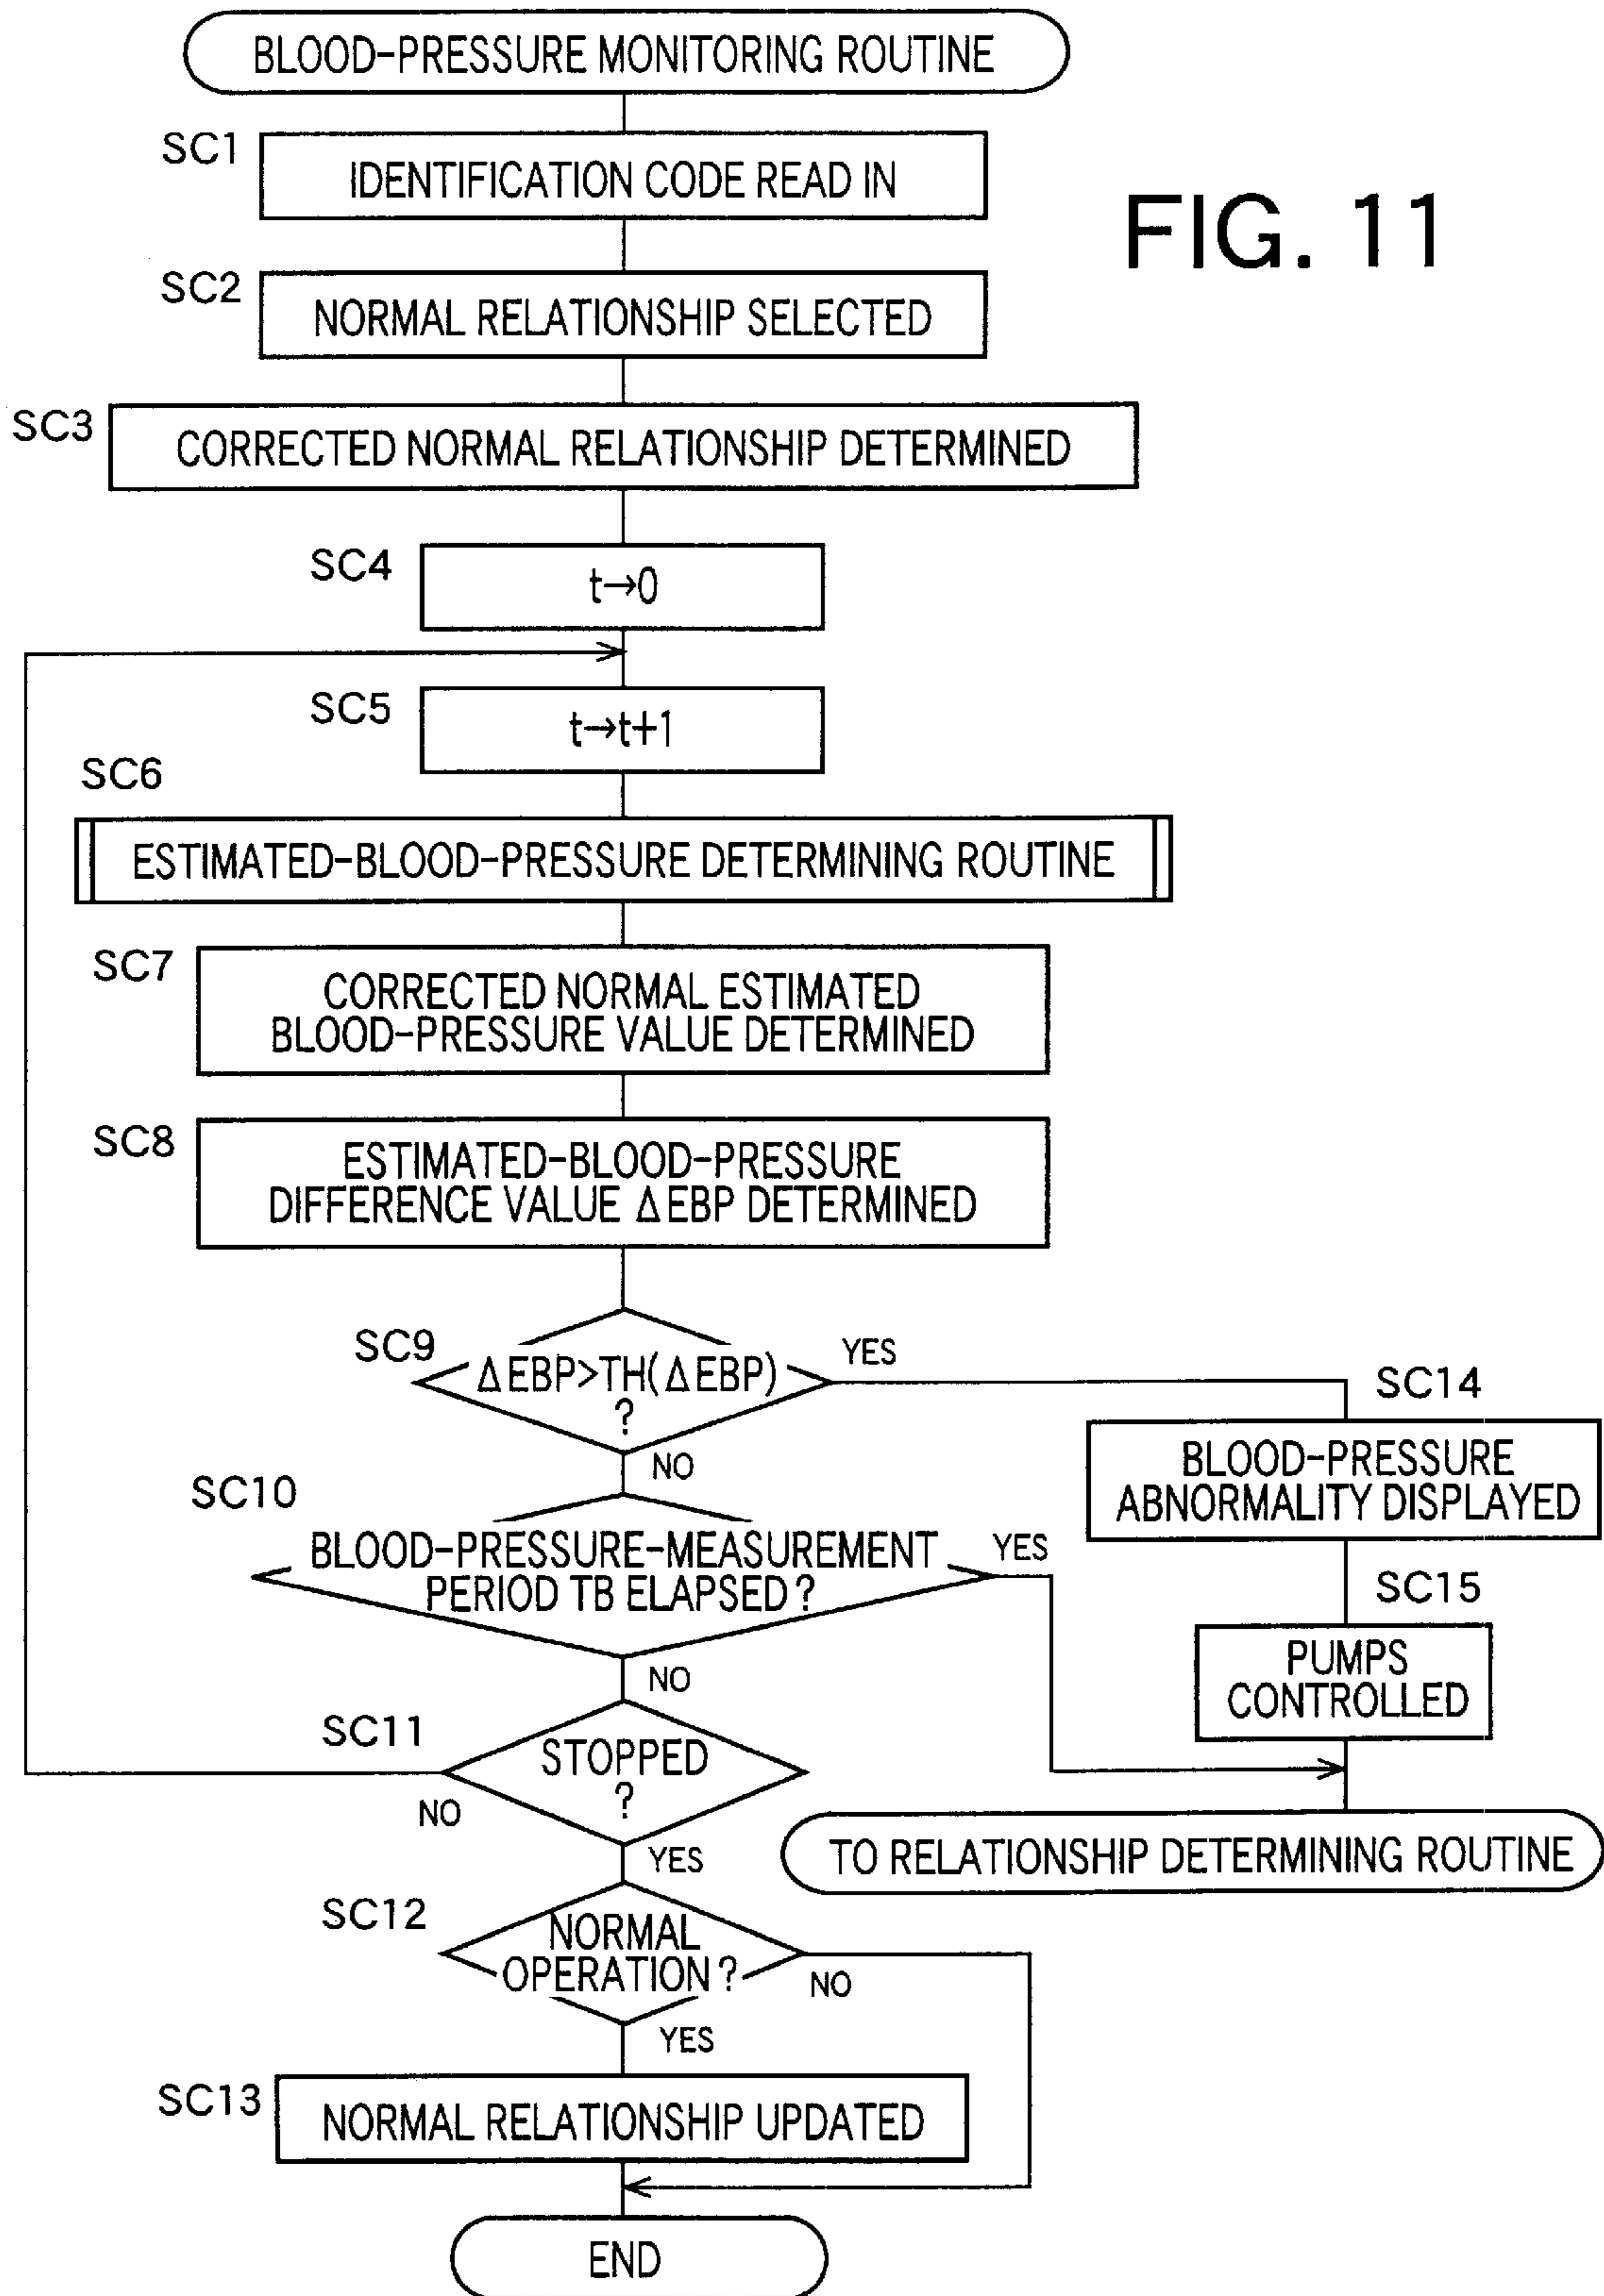 BLOOD-PRESSURE MONITORING ROUTINE
SC1
IDENTIFICATION CODE READ IN
FIG. 11
SC2
NORMAL RELATIONSHIP SELECTED
SC3
CORRECTED NORMAL RELATIONSHIP DETERMINED
SC4
t→0
SC5
t→t+1
SC6
ESTIMATED-BLOOD-PRESSURE DETERMINING ROUTINE
SC7
CORRECTED NORMAL ESTIMATED
BLOOD-PRESSURE VALUE DETERMINED
SC8
ESTIMATED-BLOOD-PRESSURE
DIFFERENCE VALUE ΔEBP DETERMINED
SC9
ΔEBP>TH(ΔEBP)
?
YES
NO
SC14
BLOOD-PRESSURE
ABNORMALITY DISPLAYED
SC10
BLOOD-PRESSURE-MEASUREMENT
PERIOD TB ELAPSED?
YES
NO
SC15
PUMPS
CONTROLLED
SC11
STOPPED
?
NO
YES
TO RELATIONSHIP DETERMINING ROUTINE
SC12
NORMAL
OPERATION?
NO
YES
SC13
NORMAL RELATIONSHIP UPDATED
END